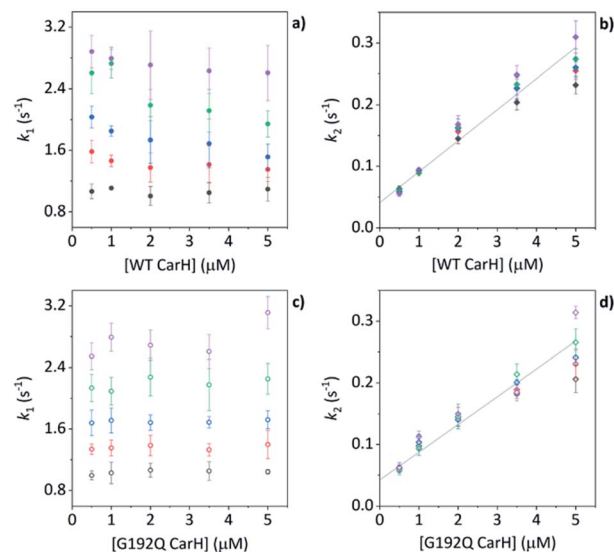 a)
3.2
2.4
1.6
0.8
k₁ (s⁻¹)
0 1 2 3 4 5
[WT CarH] (μM)
b)
0.3
0.2
0.1
0.0
k₂ (s⁻¹)
0 1 2 3 4 5
[WT CarH] (μM)
c)
3.2
2.4
1.6
0.8
k₁ (s⁻¹)
0 1 2 3 4 5
[G192Q CarH] (μM)
d)
0.3
0.2
0.1
0.0
k₂ (s⁻¹)
0 1 2 3 4 5
[G192Q CarH] (μM)